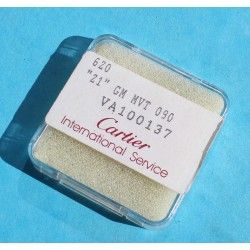 620
"21" GM MVT 090
VA100137
Cartier
International Service